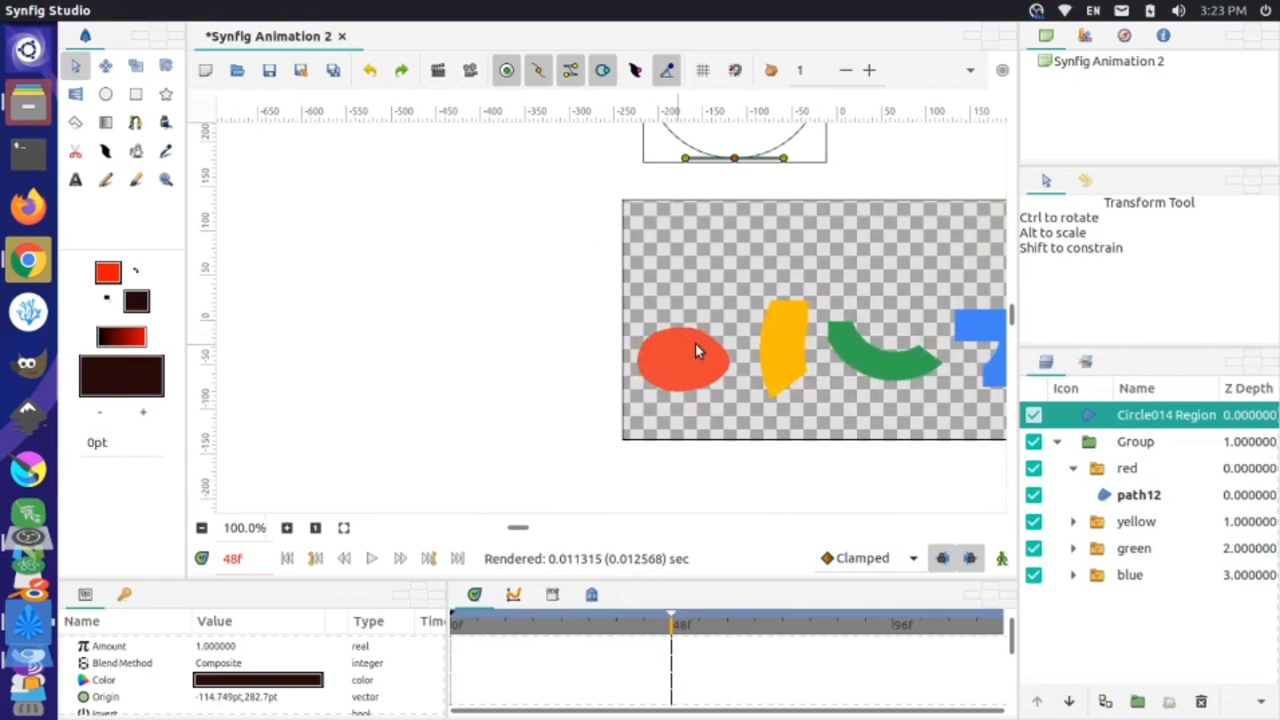 Synfig Studio
EN
3:23 PM
*Synfig Animation 2
1
-650 -600 -550 -500 -450 -400 -350 -300 -250 -200 -150 -100 -50 0 50 100 150
200
150
100
50
0
-50
-100
-150
-200
0pt
100.0%
48f
Rendered: 0.011315 (0.012568) sec
Clamped
Name Value Type Time
Amount 1.000000 real
Blend Method Composite integer
Color color
Origin -114.749pt,282.7pt vector
Invert bool
0f 48f 96f
Synfig Animation 2
Transform Tool
Ctrl to rotate
Alt to scale
Shift to constrain
Icon Name Z Depth
Circle014 Region 0.000000
Group 1.000000
red 0.000000
path12 0.000000
yellow 1.000000
green 2.000000
blue 3.000000